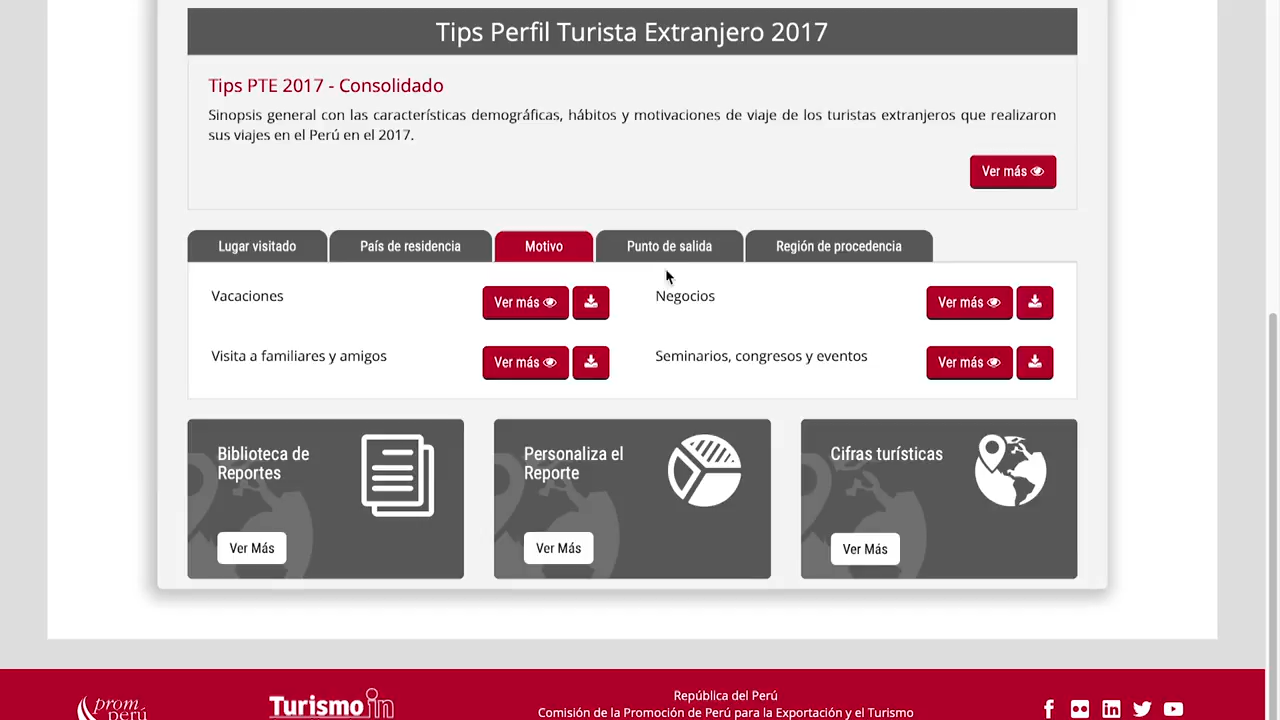 Tips Perfil Turista Extranjero 2017
Tips PTE 2017 - Consolidado
Sinopsis general con las características demográficas, hábitos y motivaciones de viaje de los turistas extranjeros que realizaron
sus viajes en el Perú en el 2017.
Ver más
Lugar visitado
País de residencia
Motivo
Punto de salida
Región de procedencia
Vacaciones
Ver más
Negocios
Ver más
Visita a familiares y amigos
Ver más
Seminarios, congresos y eventos
Ver más
Biblioteca de
Reportes
Ver Más
Personaliza el
Reporte
Ver Más
Cifras turísticas
Ver Más
prom
perú
Turismo in
República del Perú
Comisión de la Promoción de Perú para la Exportación y el Turismo